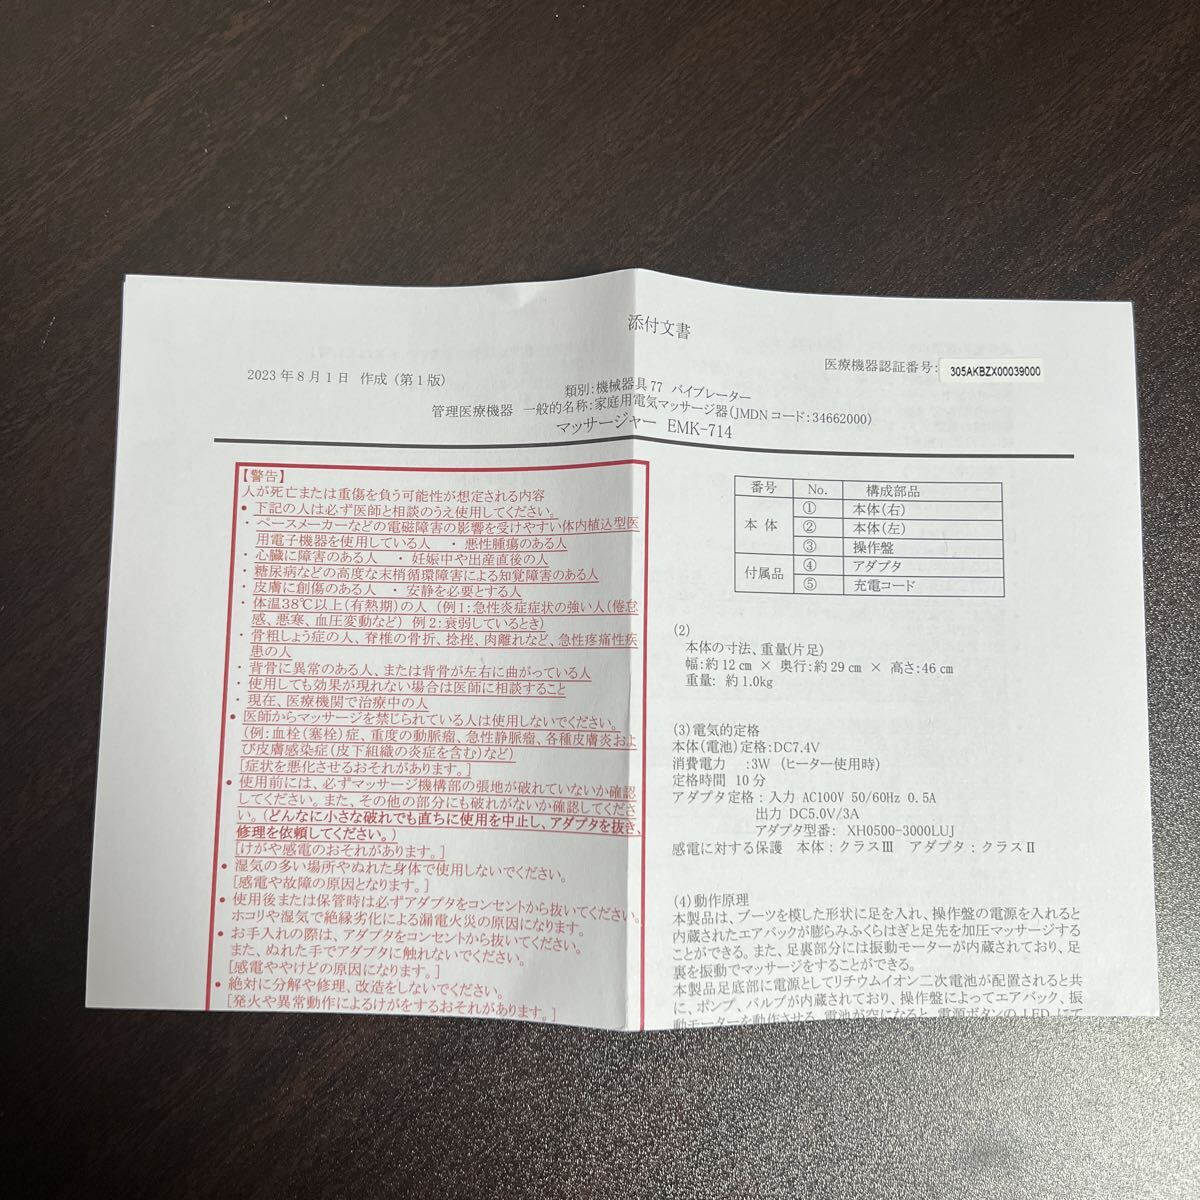 添付文書
医療機器認証番号: 305AKBZX00039000
2023年8月1日 作成(第1版)
類別:機械器具77 バイブレーター
管理医療機器 一般的名称:家庭用電気マッサージ器(JMDNコード:34662000)
マッサージャー EMK-714
【警告】
人が死亡または重傷を負う可能性が想定される内容
● 下記の人は必ず医師と相談のうえ使用してください。
・ペースメーカーなどの電磁障害の影響を受けやすい体内植込型医
用電子機器を使用している人 ・悪性腫瘍のある人
・心臓に障害のある人 ・妊娠中や出産直後の人
・糖尿病などの高度な末梢循環障害による知覚障害のある人
・皮膚に創傷のある人 ・安静を必要とする人
・体温38℃以上(有熱期)の人(例1:急性炎症症状の強い人(倦怠
感、悪寒、血圧変動など) 例2:衰弱しているとき)
・骨粗しょう症の人、脊椎の骨折、捻挫、肉離れなど、急性疼痛性疾
患の人
・背骨に異常のある人、または背骨が左右に曲がっている人
・使用しても効果が現れない場合は医師に相談すること
・現在、医療機関で治療中の人
● 医師からマッサージを禁じられている人は使用しないでください。
(例:血栓(塞栓)症、重度の動脈瘤、急性静脈瘤、各種皮膚炎およ
び皮膚感染症(皮下組織の炎症を含む)など)
[症状を悪化させるおそれがあります。]
● 使用前には、必ずマッサージ機構部の張地が破れていないか確認
してください。また、その他の部分にも破れがないか確認してくださ
い。(どんなに小さな破れでも直ちに使用を中止し、アダプタを抜き、
修理を依頼してください。)
[けがや感電のおそれがあります。]
● 湿気の多い場所やぬれた身体で使用しないでください。
[感電や故障の原因となります。]
● 使用後または保管時は必ずアダプタをコンセントから抜いてください。
ホコリや湿気で絶縁劣化による漏電火災の原因になります。
● お手入れの際は、アダプタをコンセントから抜いてください。
また、ぬれた手でアダプタに触れないでください。
[感電ややけどの原因になります。]
● 絶対に分解や修理、改造をしないでください。
[発火や異常動作によるけがをするおそれがあります。]
番号 No. 構成部品
本体 ① 本体(右)
② 本体(左)
③ 操作盤
付属品 ④ アダプタ
⑤ 充電コード
(2)
本体の寸法、重量(片足)
幅:約12㎝ × 奥行:約29㎝ × 高さ:46㎝
重量: 約1.0kg
(3)電気的定格
本体(電池)定格:DC7.4V
消費電力 :3W (ヒーター使用時)
定格時間 10分
アダプタ定格:入力 AC100V 50/60Hz 0.5A
出力 DC5.0V/3A
アダプタ型番: XH0500-3000LUJ
感電に対する保護 本体:クラスⅢ アダプタ:クラスⅡ
(4)動作原理
本製品は、ブーツを模した形状に足を入れ、操作盤の電源を入れると
内蔵されたエアバックが膨らみふくらはぎと足先を加圧マッサージする
ことができる。また、足裏部分には振動モーターが内蔵されており、足
裏を振動でマッサージをすることができる。
本製品足底部に電源としてリチウムイオン二次電池が配置されると共
に、ポンプ、バルブが内蔵されており、操作盤によってエアバック、振
動モーターを動作させる。電池が空になると、電源ボタンのLEDにて